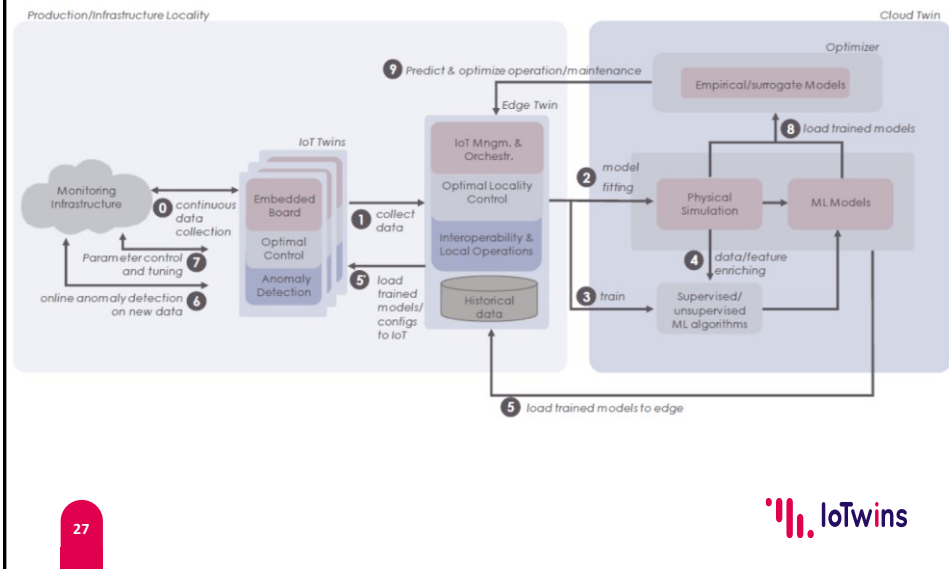 Production/Infrastructure Locality
Cloud Twin
Optimizer
9 Predict & optimize operation/maintenance
Empirical/surrogate Models
Edge Twin
8 load trained models
IoT Twins
IoT Mngm. &
Orchestr.
2 model
fitting
Monitoring
Infrastructure
0 continuous
data
collection
Embedded
Board
1 collect
data
Optimal Locality
Control
Physical
Simulation
ML Models
Parameter control
and tuning 7
Optimal
Control
Interoperability &
Local Operations
4 data/feature
enriching
online anomaly detection
on new data 6
Anomaly
Detection
5' load
trained
models/
configs
to IoT
Historical
data
3 train
Supervised/
unsupervised
ML algorithms
5 load trained models to edge
27
IoTwins